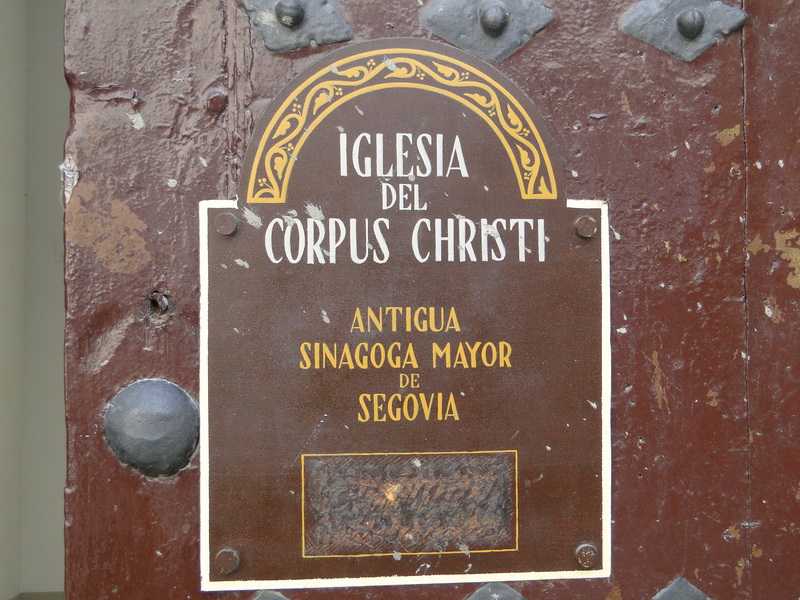 IGLESIA
DEL
CORPUS CHRISTI
ANTIGUA
SINAGOGA MAYOR
DE
SEGOVIA